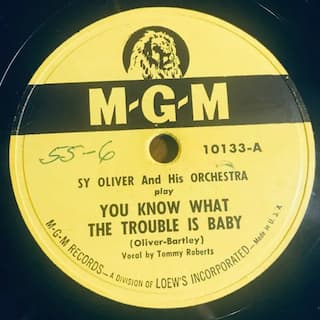 M-G-M
55-6
10133-A
SY OLIVER And His ORCHESTRA
play
YOU KNOW WHAT
THE TROUBLE IS BABY
(Oliver-Bartley)
Vocal by Tommy Roberts
M-G-M RECORDS - A DIVISION OF LOEW'S INCORPORATED - Made in U.S.A.